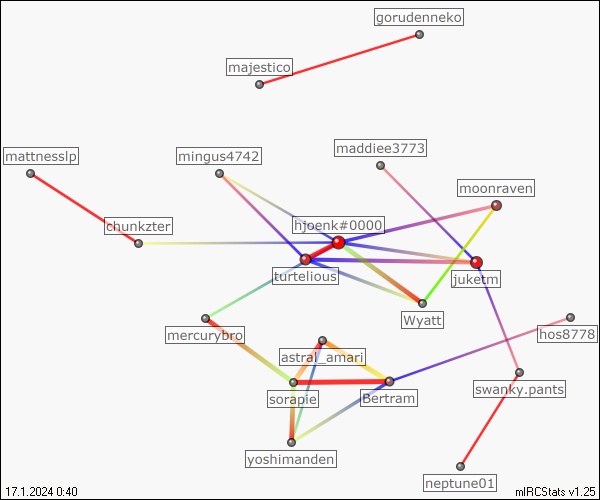 gorudenneko
majestico
mattnesslp
mingus4742
maddiee3773
moonraven
chunkzter
hjoenk#0000
turtelious
juketm
Wyatt
mercurybro
hos8778
astral_amari
sorapie
Bertram
swanky.pants
yoshimanden
neptune01
17.1.2024 0:40
mIRCStats v1.25